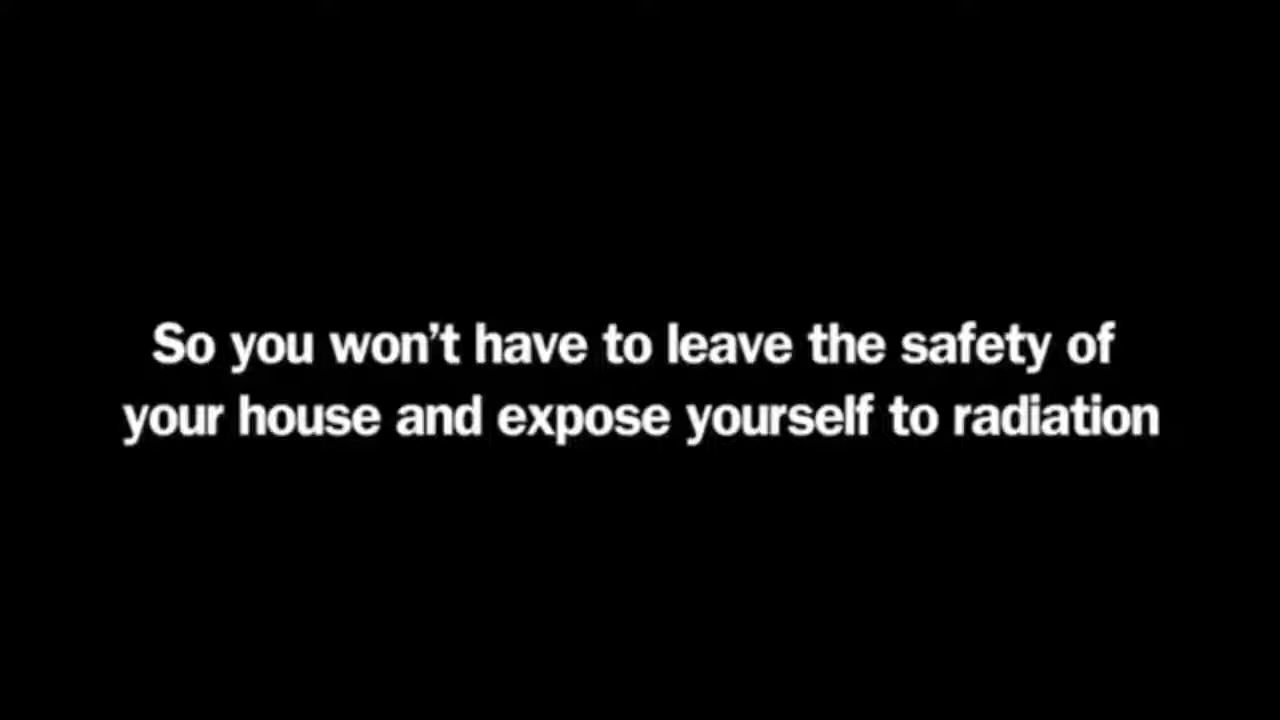 So you won’t have to leave the safety of
your house and expose yourself to radiation